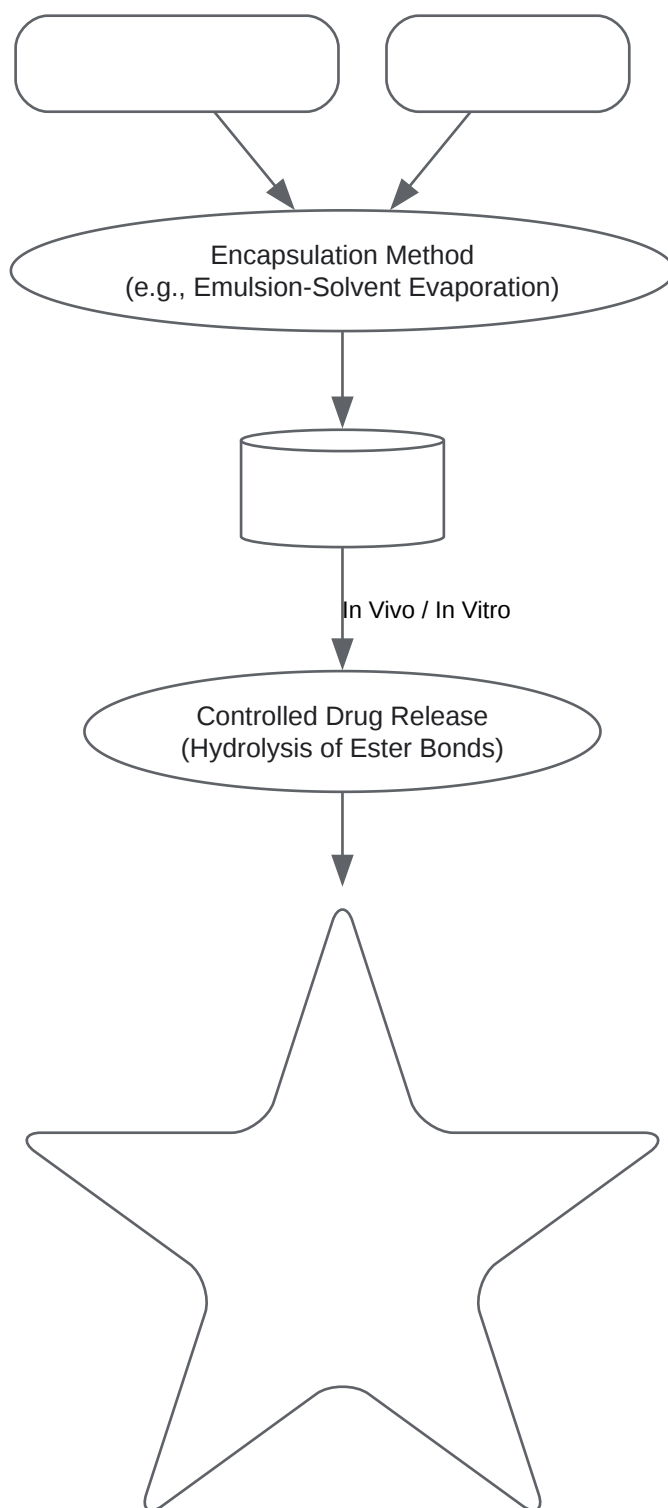 Encapsulation Method
(e.g., Emulsion-Solvent Evaporation)
In Vivo / In Vitro
Controlled Drug Release
(Hydrolysis of Ester Bonds)